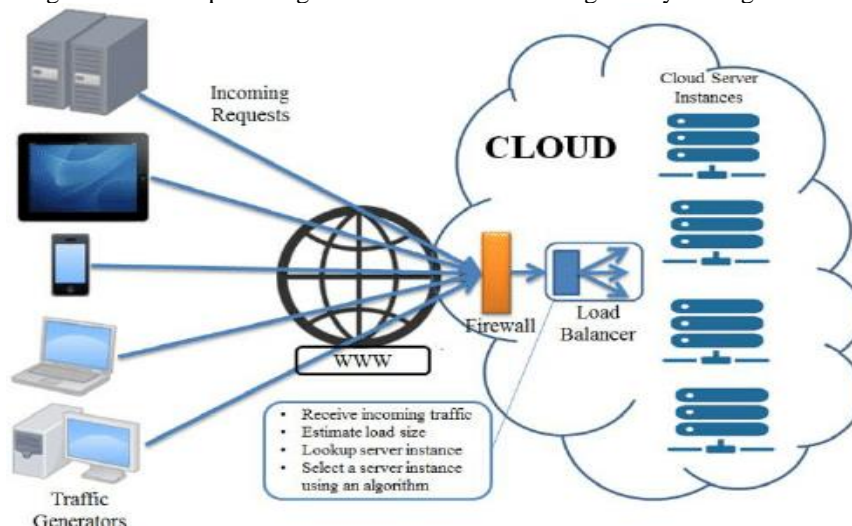 Incoming
Requests
Cloud Server
Instances
CLOUD
Firewall
Load
Balancer
WWW
• Receive incoming traffic
• Estimate load size
• Lookup server instance
• Select a server instance
using an algorithm
Traffic
Generators